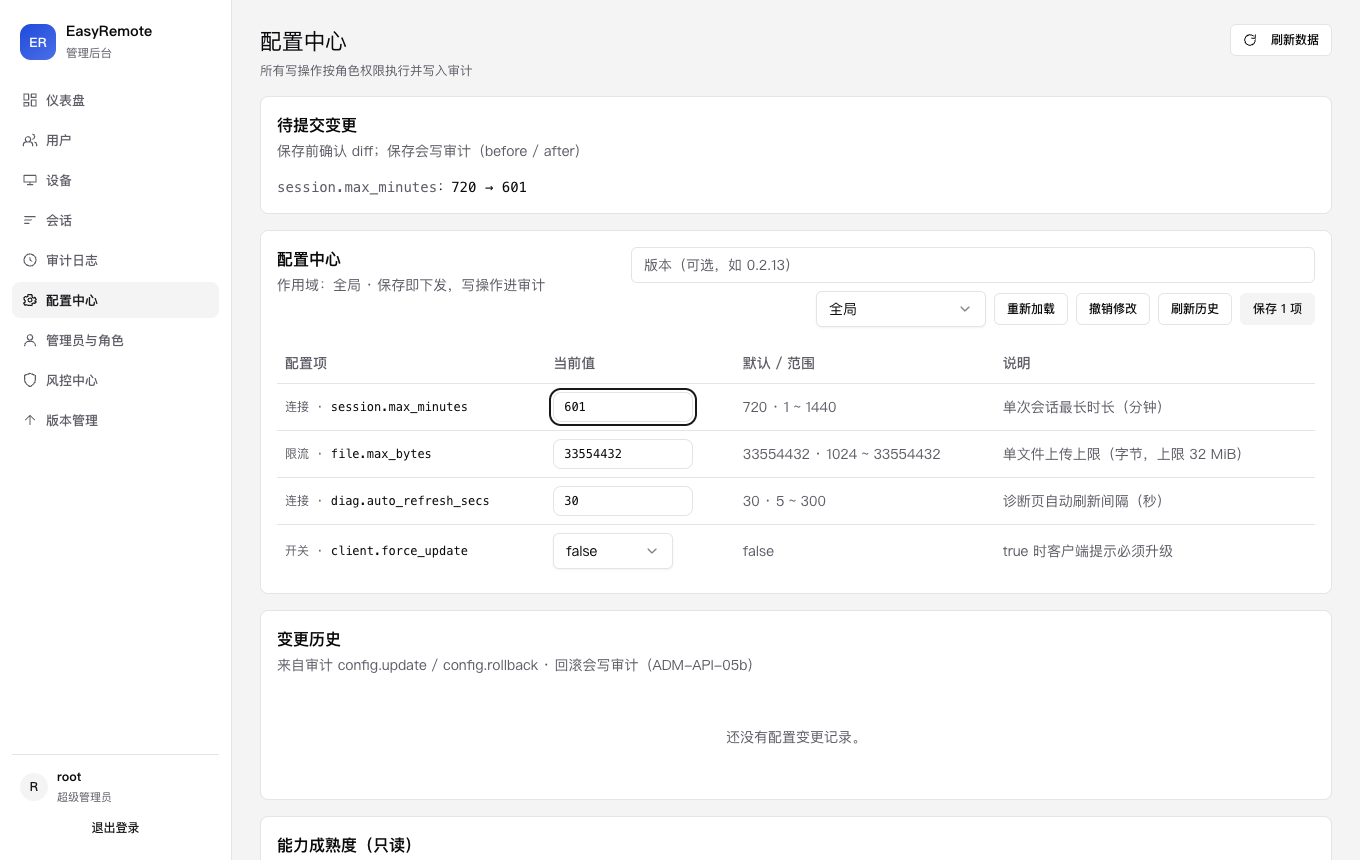 ER
EasyRemote
管理后台
仪表盘
用户
设备
会话
审计日志
配置中心
管理员与角色
风控中心
版本管理
R
root
超级管理员
退出登录
配置中心
所有写操作按角色权限执行并写入审计
刷新数据
待提交变更
保存前确认 diff；保存会写审计（before / after）
session.max_minutes: 720 → 601
配置中心
作用域：全局 · 保存即下发，写操作进审计
版本（可选，如 0.2.13）
全局
重新加载
撤销修改
刷新历史
保存 1 项
配置项 当前值 默认 / 范围 说明
连接 · session.max_minutes 601 720 · 1 ~ 1440 单次会话最长时长（分钟）
限流 · file.max_bytes 33554432 33554432 · 1024 ~ 33554432 单文件上传上限（字节，上限 32 MiB）
连接 · diag.auto_refresh_secs 30 30 · 5 ~ 300 诊断页自动刷新间隔（秒）
开关 · client.force_update false false true 时客户端提示必须升级
变更历史
来自审计 config.update / config.rollback · 回滚会写审计（ADM-API-05b）
还没有配置变更记录。
能力成熟度（只读）